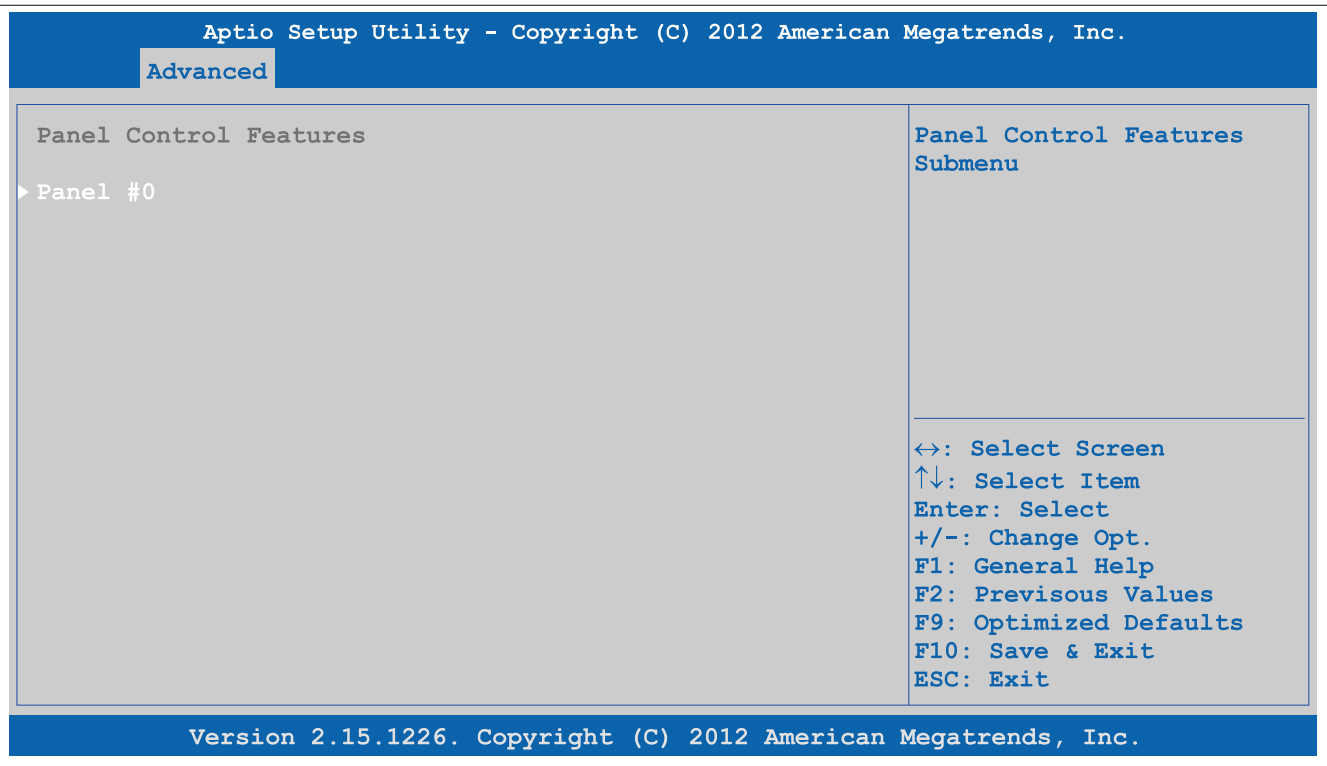 Aptio Setup Utility - Copyright (C) 2012 American Megatrends, Inc.
Advanced
Panel Control Features
Panel #0
Panel Control Features
Submenu
↔: Select Screen
↑↓: Select Item
Enter: Select
+/-: Change Opt.
F1: General Help
F2: Previsous Values
F9: Optimized Defaults
F10: Save & Exit
ESC: Exit
Version 2.15.1226. Copyright (C) 2012 American Megatrends, Inc.